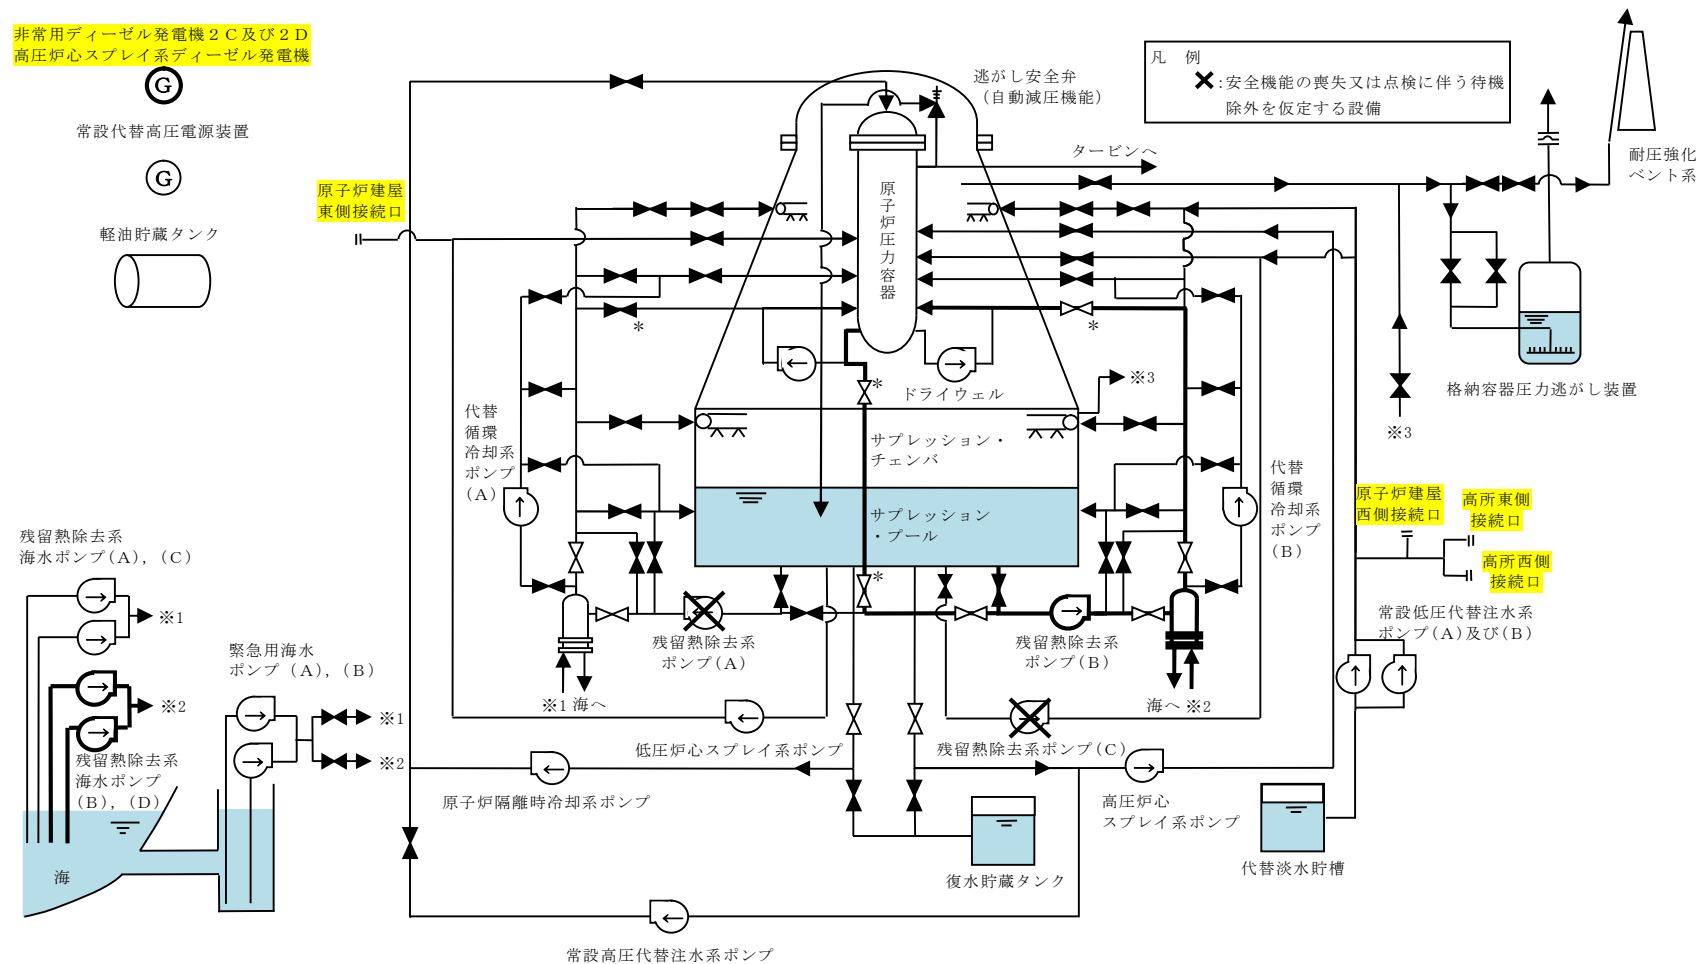 非常用ディーゼル発電機２Ｃ及び２Ｄ
高圧炉心スプレイ系ディーゼル発電機
G
常設代替高圧電源装置
G
軽油貯蔵タンク
原子炉建屋
東側接続口
逃がし安全弁
（自動減圧機能）
凡　例
:安全機能の喪失又は点検に伴う待機
除外を仮定する設備
タービンへ
耐圧強化
ベント系
原子炉圧力容器
*
*
*
*
ドライウェル
※3
格納容器圧力逃がし装置
※3
代替
循環
冷却系
ポンプ
（A）
サプレッション・
チェンバ
サプレッション
・プール
代替
循環
冷却系
ポンプ
（B）
原子炉建屋
西側接続口
高所東側
接続口
高所西側
接続口
常設低圧代替注水系
ポンプ(A)及び(B)
残留熱除去系
海水ポンプ(A)，(C)
※1
※2
残留熱除去系
海水ポンプ
(B)，(D)
緊急用海水
ポンプ（A），（B）
※1
※2
海
残留熱除去系
ポンプ(A)
残留熱除去系
ポンプ(B)
※1
海へ
海へ
※2
低圧炉心スプレイ系ポンプ
残留熱除去系ポンプ(C)
原子炉隔離時冷却系ポンプ
高圧炉心
スプレイ系ポンプ
復水貯蔵タンク
代替淡水貯槽
常設高圧代替注水系ポンプ